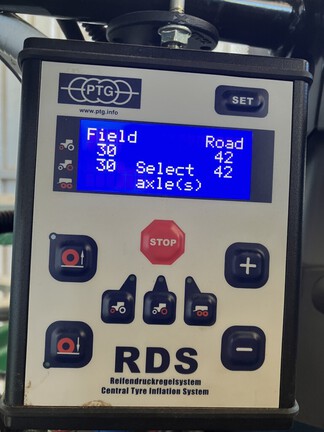 PTG
www.ptg.info
SET
Field Road
30 42
30 Select 42
axle(s)
STOP
+
−
RDS
Reifendruckregelsystem
Central Tyre Inflation System